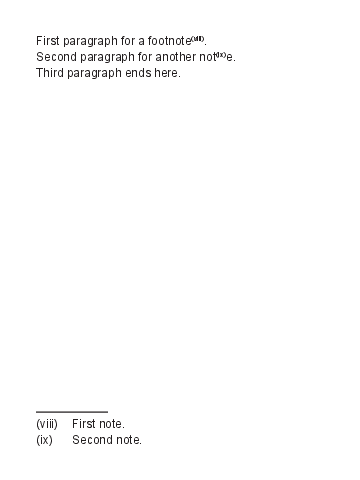 First paragraph for a footnote(viii).
Second paragraph for another not(ix)e.
Third paragraph ends here.
(viii) First note.
(ix) Second note.